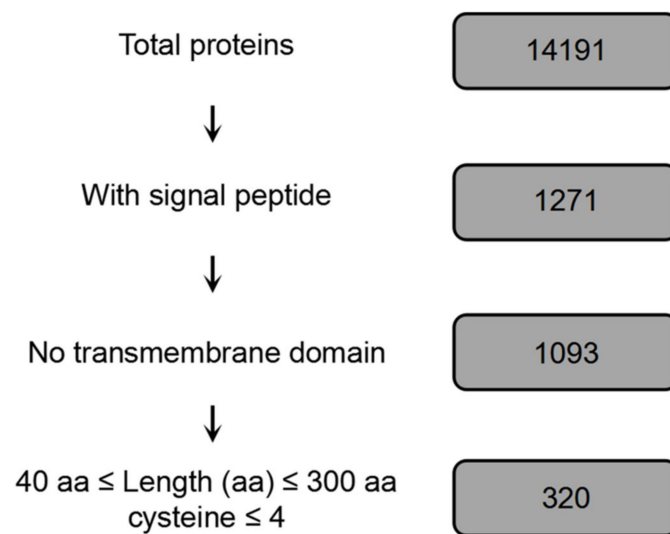 Total proteins
14191
With signal peptide
1271
No transmembrane domain
1093
40 aa ≤ Length (aa) ≤ 300 aa
cysteine ≤ 4
320